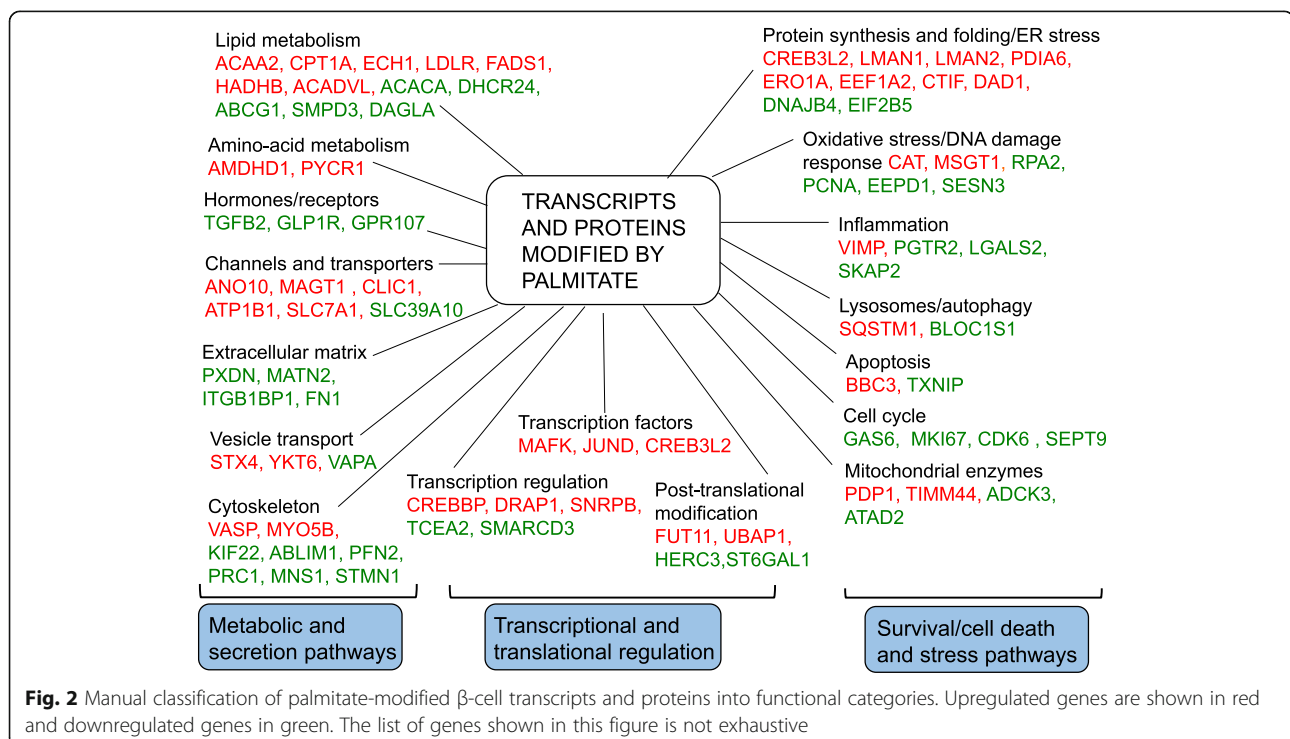 Lipid metabolism
ACAA2, CPT1A, ECH1, LDLR, FADS1,
HADHB, ACADVL, ACACA, DHCR24,
ABCG1, SMPD3, DAGLA
Amino-acid metabolism
AMDHD1, PYCR1
Hormones/receptors
TGFB2, GLP1R, GPR107
Channels and transporters
ANO10, MAGT1 , CLIC1,
ATP1B1, SLC7A1, SLC39A10
Extracellular matrix
PXDN, MATN2,
ITGB1BP1, FN1
Vesicle transport
STX4, YKT6, VAPA
Cytoskeleton
VASP, MYO5B,
KIF22, ABLIM1, PFN2,
PRC1, MNS1, STMN1
Metabolic and
secretion pathways
TRANSCRIPTS
AND PROTEINS
MODIFIED BY
PALMITATE
Transcription factors
MAFK, JUND, CREB3L2
Transcription regulation
CREBBP, DRAP1, SNRPB,
TCEA2, SMARCD3
Post-translational
modification
FUT11, UBAP1,
HERC3,ST6GAL1
Transcriptional and
translational regulation
Protein synthesis and folding/ER stress
CREB3L2, LMAN1, LMAN2, PDIA6,
ERO1A, EEF1A2, CTIF, DAD1,
DNAJB4, EIF2B5
Oxidative stress/DNA damage
response CAT, MSGT1, RPA2,
PCNA, EEPD1, SESN3
Inflammation
VIMP, PGTR2, LGALS2,
SKAP2
Lysosomes/autophagy
SQSTM1, BLOC1S1
Apoptosis
BBC3, TXNIP
Cell cycle
GAS6, MKI67, CDK6 , SEPT9
Mitochondrial enzymes
PDP1, TIMM44, ADCK3,
ATAD2
Survival/cell death
and stress pathways
Fig. 2 Manual classification of palmitate-modified β-cell transcripts and proteins into functional categories. Upregulated genes are shown in red
and downregulated genes in green. The list of genes shown in this figure is not exhaustive